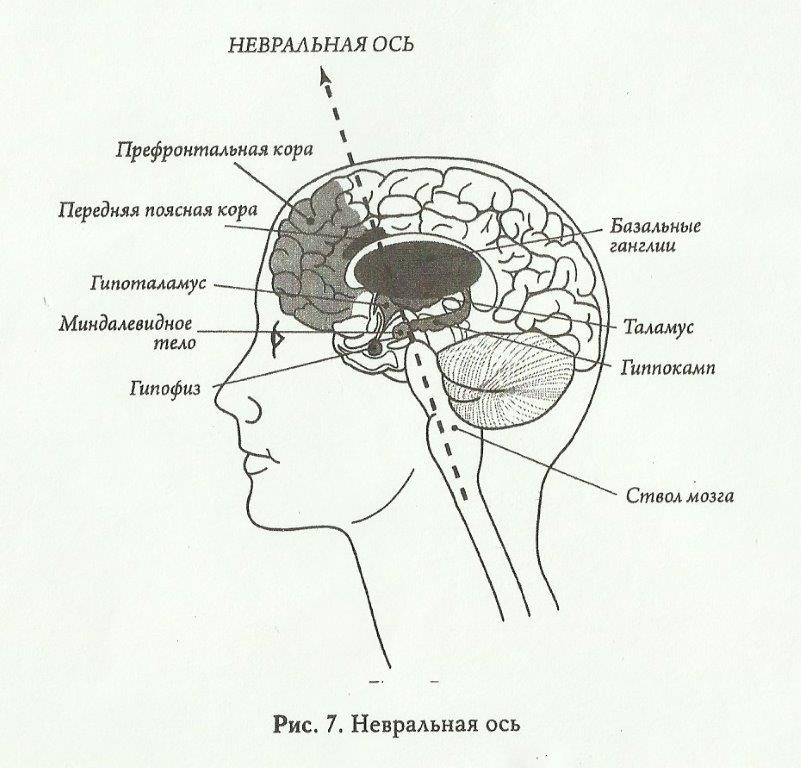 НЕВРАЛЬНАЯ ОСЬ
Префронтальная кора
Передняя поясная кора
Гипоталамус
Миндалевидное
тело
Гипофиз
Базальные
ганглии
Таламус
Гиппокамп
Ствол мозга
Рис. 7. Невральная ось